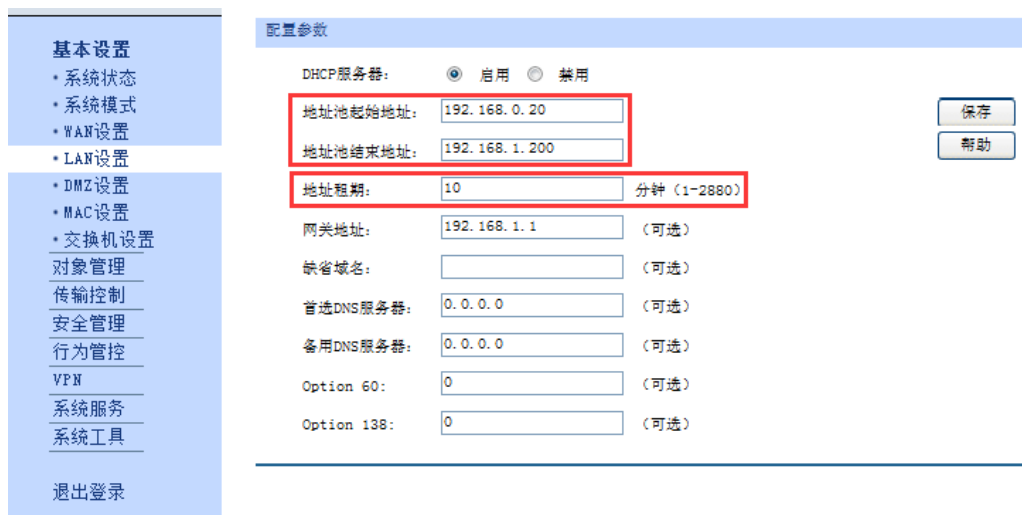 基本设置
·系统状态
·系统模式
·WAN设置
·LAN设置
·DMZ设置
·MAC设置
·交换机设置
对象管理
传输控制
安全管理
行为管控
VPN
系统服务
系统工具
退出登录
配置参数
DHCP服务器: 启用 禁用
地址池起始地址: 192.168.0.20
地址池结束地址: 192.168.1.200
地址租期: 10 分钟 (1-2880)
网关地址: 192.168.1.1 (可选)
缺省域名: (可选)
首选DNS服务器: 0.0.0.0 (可选)
备用DNS服务器: 0.0.0.0 (可选)
Option 60: 0 (可选)
Option 138: 0 (可选)
保存
帮助